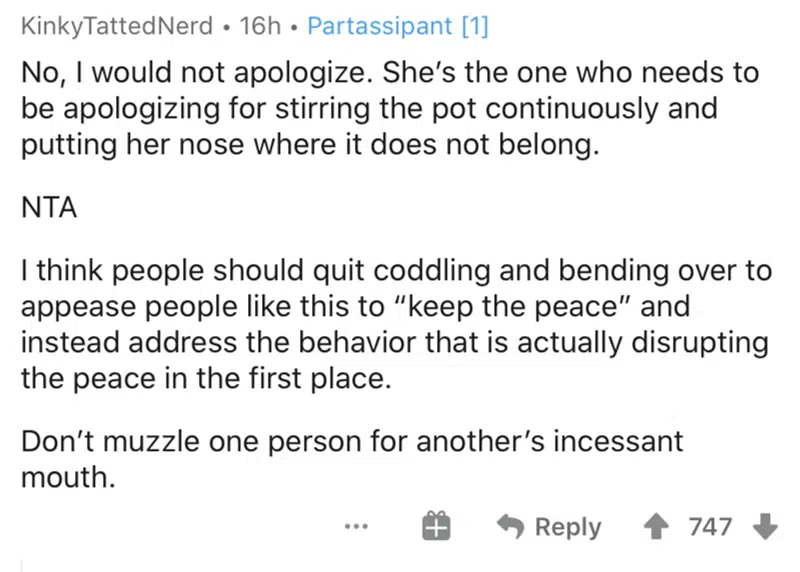 KinkyTattedNerd • 16h • Partassipant [1]
No, I would not apologize. She’s the one who needs to
be apologizing for stirring the pot continuously and
putting her nose where it does not belong.
NTA
I think people should quit coddling and bending over to
appease people like this to “keep the peace” and
instead address the behavior that is actually disrupting
the peace in the first place.
Don’t muzzle one person for another’s incessant
mouth.
... Reply 747